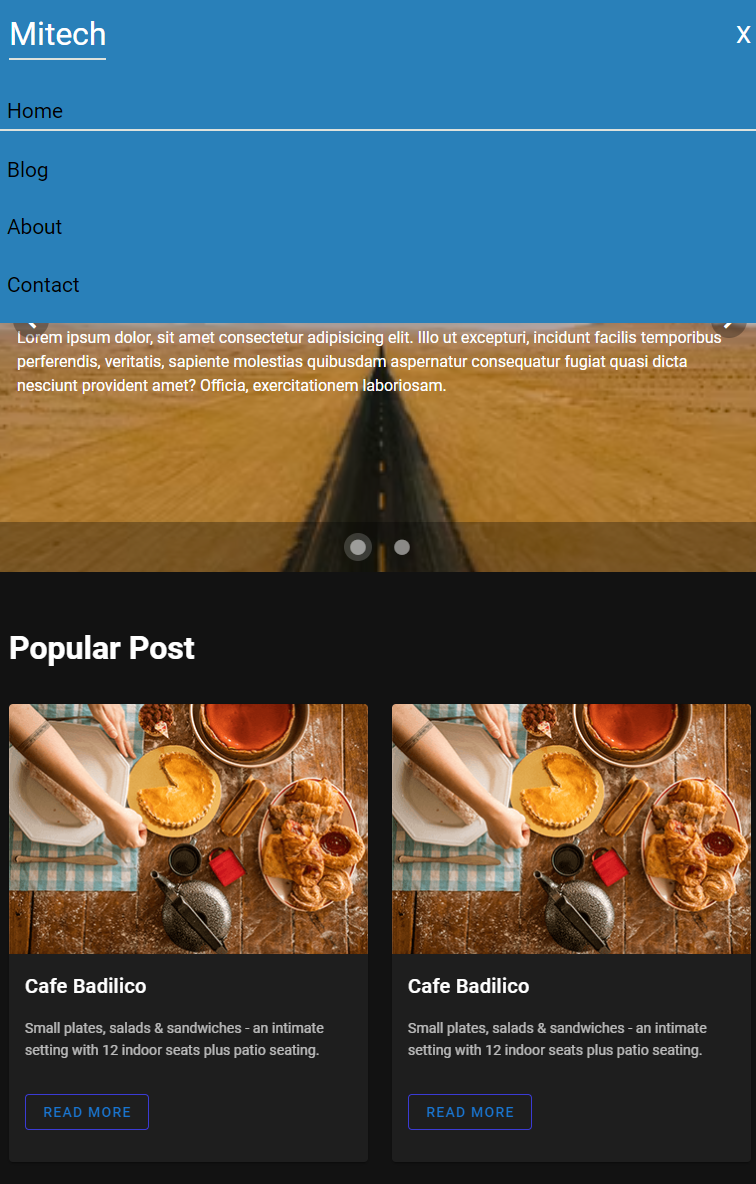 Mitech
X
Home
Blog
About
Contact
Lorem ipsum dolor, sit amet consectetur adipisicing elit. Illo ut excepturi, incidunt facilis temporibus
perferendis, veritatis, sapiente molestias quibusdam aspernatur consequatur fugiat quasi dicta
nesciunt provident amet? Officia, exercitationem laboriosam.
Popular Post
Cafe Badilico
Small plates, salads & sandwiches - an intimate
setting with 12 indoor seats plus patio seating.
READ MORE
Cafe Badilico
Small plates, salads & sandwiches - an intimate
setting with 12 indoor seats plus patio seating.
READ MORE